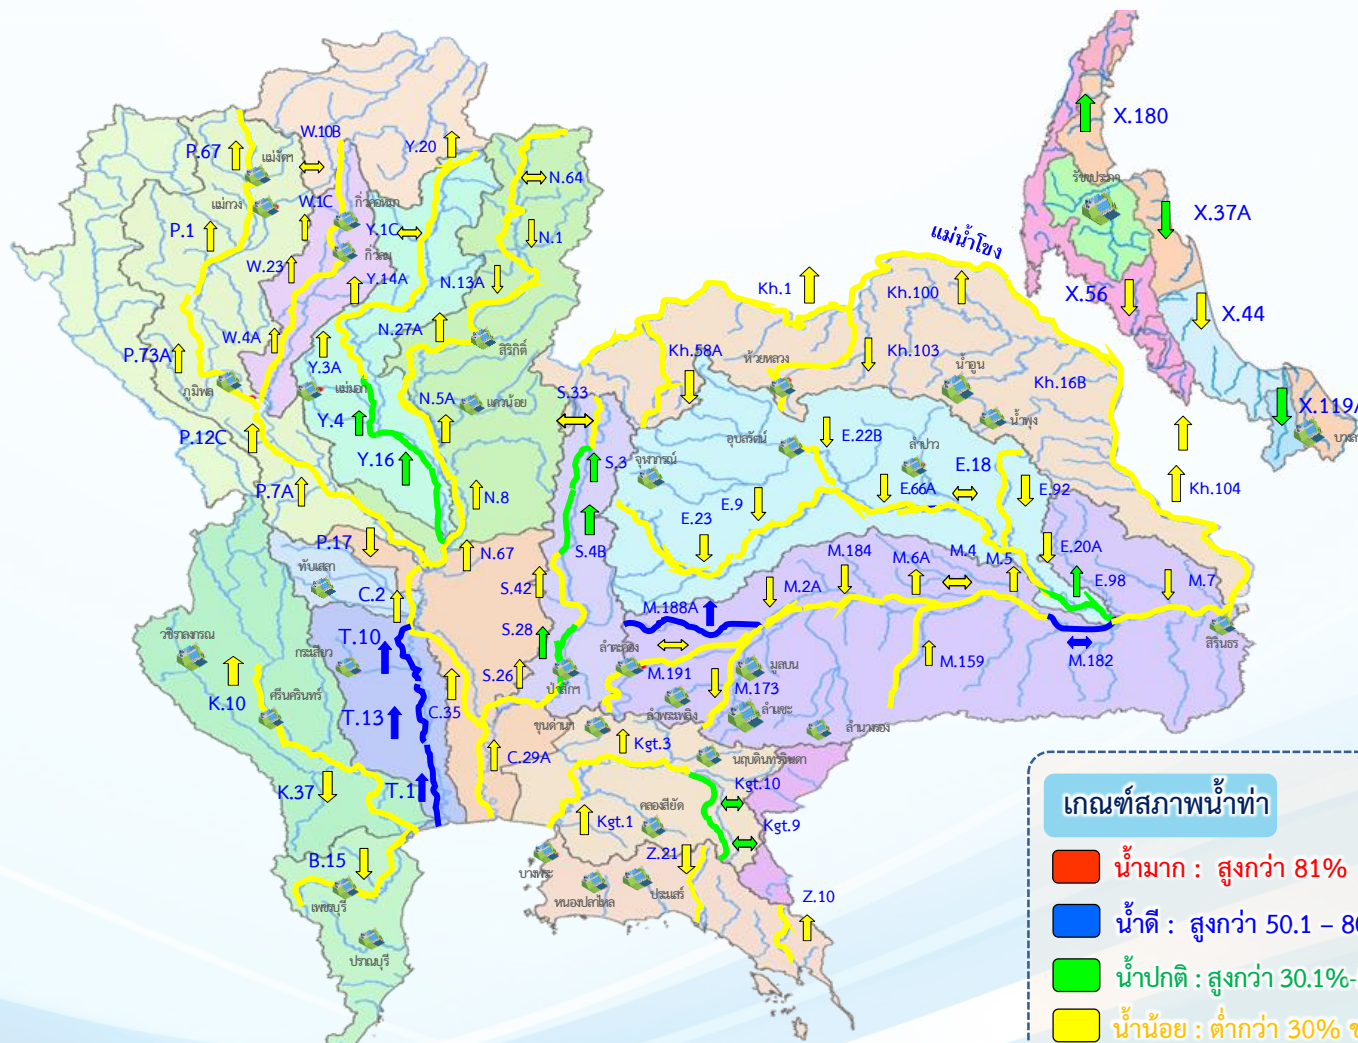 X.180
W.10B
P.67
Y.20
แม่งัดฯ
รัชชประภา
N.64
แม่กวง
W.1C
กิ่วคอหมา
X.37A
P.1
Y.1C
N.1
แม่น้ำโขง
กิ่วลม
W.23
Y.14A
N.13A
Kh.1
Kh.100
X.56
X.44
N.27A
W.4A
สิริกิติ์
P.73A
Y.3A
Kh.58A
ห้วยหลวง
Kh.103
น้ำอูน
ภูมิพล
แม่มอก
N.5A
แควน้อย
S.33
Kh.16B
X.119A
Y.4
น้ำพุง
P.12C
อุบลรัตน์
E.22B
บางลาง
Y.16
จุฬาภรณ์
S.3
ลำปาว
E.18
P.7A
N.8
E.9
E.66A
E.92
Kh.104
E.23
P.17
N.67
S.4B
M.184
M.6A
M.4
M.5
E.20A
ทับเสลา
S.42
M.2A
E.98
M.7
C.2
M.188A
T.10
S.28
วชิราลงกรณ
กระเสียว
ลำตะคอง
สิรินธร
M.159
M.182
S.26
ป่าสักฯ
M.191
M.173
มูลบน
K.10
ศรีนครินทร์
C.35
ลำพระเพลิง
ลำแชะ
T.13
ขุนด่านฯ
ลำนางรอง
Kgt.3
C.29A
นฤบดินทรจินดา
K.37
T.1
Kgt.10
คลองสียัด
Kgt.1
Kgt.9
B.15
Z.21
บางพระ
เพชรบุรี
หนองปลาไหล
ประแสร์
Z.10
ปราณบุรี
เกณฑ์สภาพน้ำท่า
น้ำมาก : สูงกว่า 81%
น้ำดี : สูงกว่า 50.1 –
น้ำปกติ : สูงกว่า 30.1%-
น้ำน้อย : ต่ำกว่า 30%